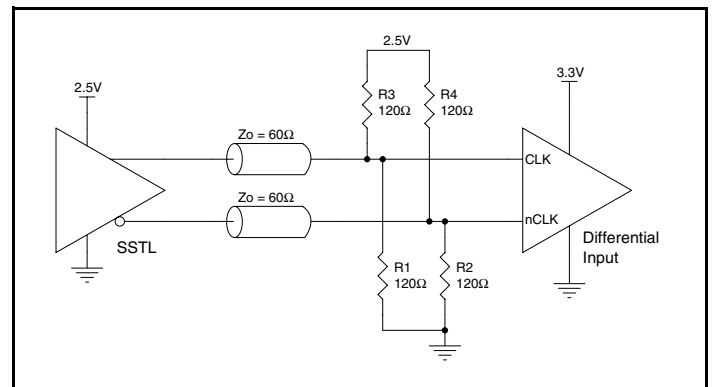 2.5V
2.5V
3.3V
R3
120Ω
R4
120Ω
Zo = 60Ω
CLK
Zo = 60Ω
nCLK
SSTL
Differential
Input
R1
120Ω
R2
120Ω